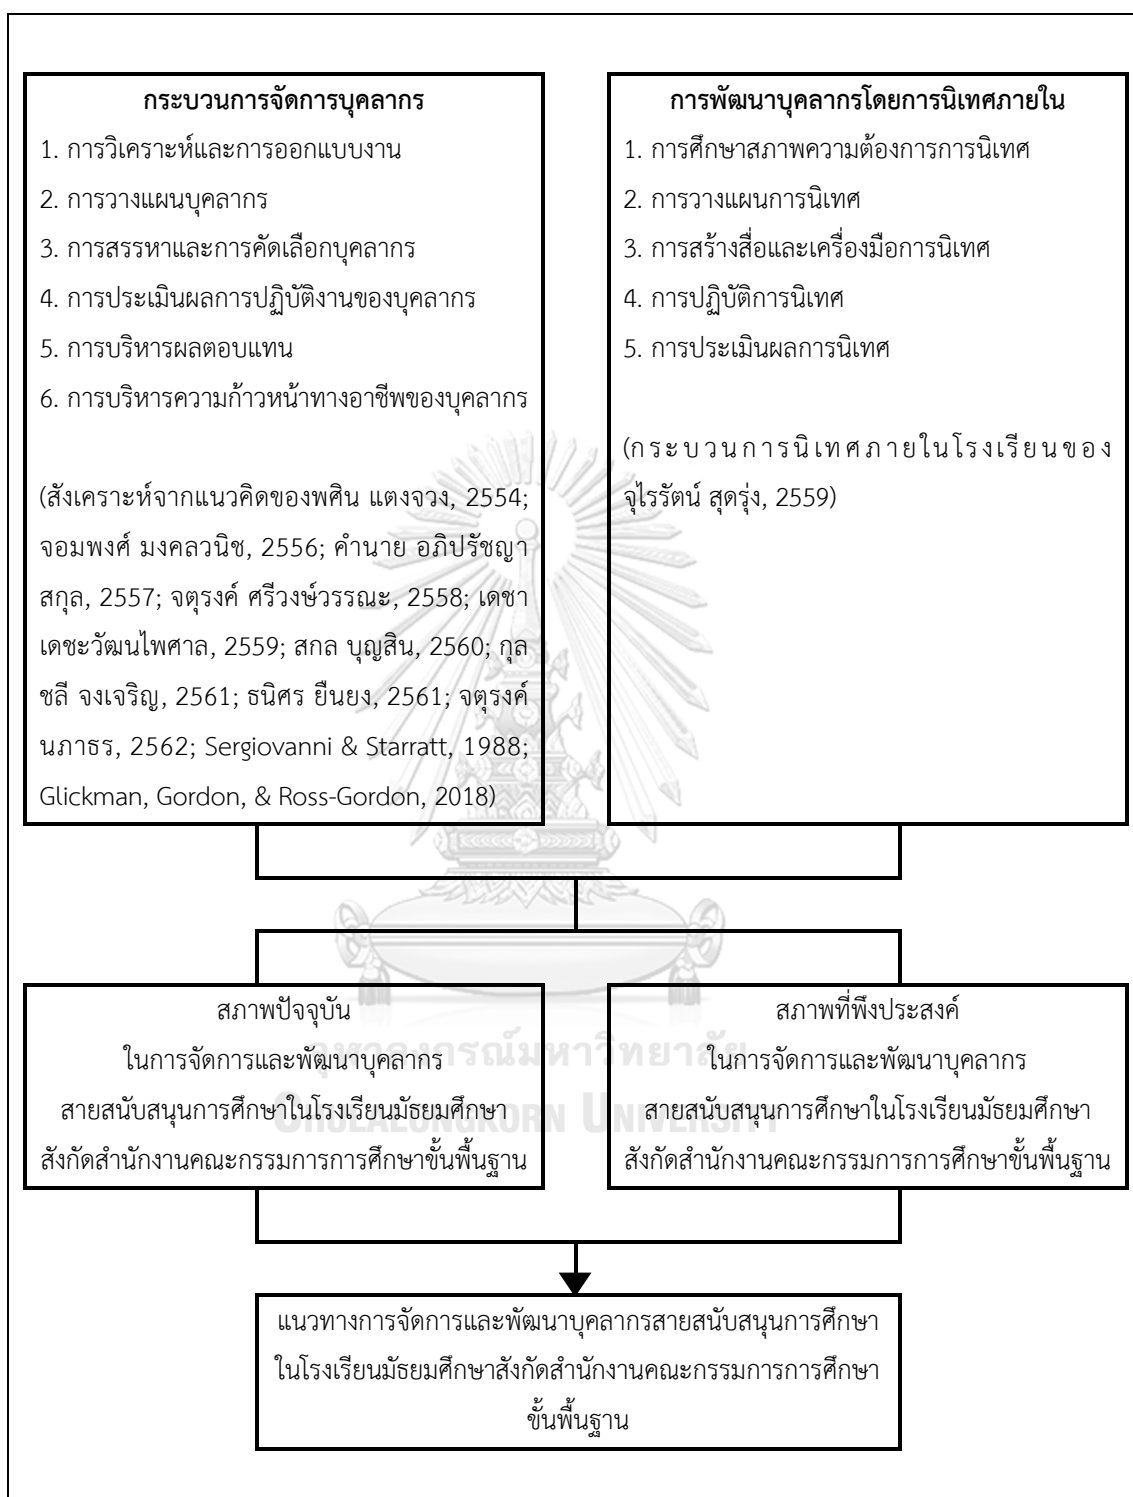 กระบวนการจัดการบุคลากร
1. การวิเคราะห์และการออกแบบงาน
2. การวางแผนบุคลากร
3. การสรรหาและการคัดเลือกบุคลากร
4. การประเมินผลการปฏิบัติงานของบุคลากร
5. การบริหารผลตอบแทน
6. การบริหารความก้าวหน้าทางอาชีพของบุคลากร
(สังเคราะห์จากแนวคิดของพศิน แตงจวง, 2554;
จอมพงศ์ มงคลวนิช, 2556; คำนาย อภิปรัชญา
สกุล, 2557; จตุรงค์ ศรีวงษ์วรรณะ, 2558; เดชา
เดชะวัฒนไพศาล, 2559; สกล บุญสิน, 2560; กุล
ชลี จงเจริญ, 2561; ธนิศร ยืนยง, 2561; จตุรงค์
นภาธร, 2562; Sergiovanni & Starratt, 1988;
Glickman, Gordon, & Ross-Gordon, 2018)
การพัฒนาบุคลากรโดยการนิเทศภายใน
1. การศึกษาสภาพความต้องการการนิเทศ
2. การวางแผนการนิเทศ
3. การสร้างสื่อและเครื่องมือการนิเทศ
4. การปฏิบัติการนิเทศ
5. การประเมินผลการนิเทศ
(กระบวนการนิเทศภายในโรงเรียนของ
จุไรรัตน์ สุดรุ่ง, 2559)
สภาพปัจจุบัน
ในการจัดการและพัฒนาบุคลากร
สายสนับสนุนการศึกษาในโรงเรียนมัธยมศึกษา
สังกัดสำนักงานคณะกรรมการการศึกษาขั้นพื้นฐาน
สภาพที่พึงประสงค์
ในการจัดการและพัฒนาบุคลากร
สายสนับสนุนการศึกษาในโรงเรียนมัธยมศึกษา
สังกัดสำนักงานคณะกรรมการการศึกษาขั้นพื้นฐาน
จุฬาลงกรณ์มหาวิทยาลัย
CHULALONGKORN UNIVERSITY
แนวทางการจัดการและพัฒนาบุคลากรสายสนับสนุนการศึกษา
ในโรงเรียนมัธยมศึกษาสังกัดสำนักงานคณะกรรมการการศึกษา
ขั้นพื้นฐาน